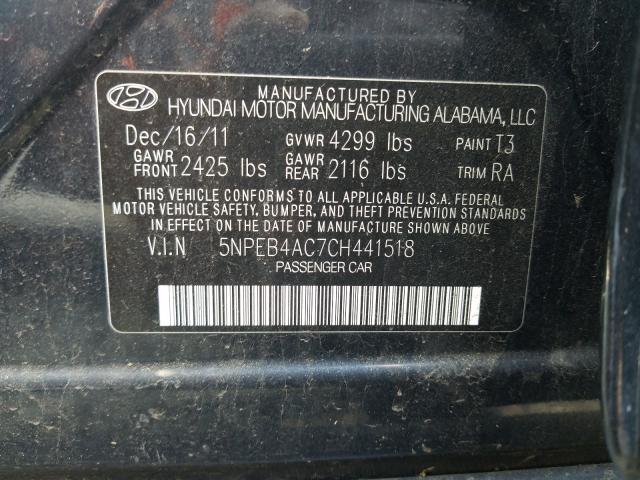 MANUFACTURED BY
HYUNDAI MOTOR MANUFACTURING ALABAMA, LLC
Dec/16/11 GVWR 4299 lbs PAINT T3
GAWR FRONT 2425 lbs GAWR REAR 2116 lbs TRIM RA
THIS VEHICLE CONFORMS TO ALL APPLICABLE U.S.A. FEDERAL
MOTOR VEHICLE SAFETY, BUMPER, AND THEFT PREVENTION STANDARDS
IN EFFECT ON THE DATE OF MANUFACTURE SHOWN ABOVE.
V.I.N 5NPEB4AC7CH441518
PASSENGER CAR